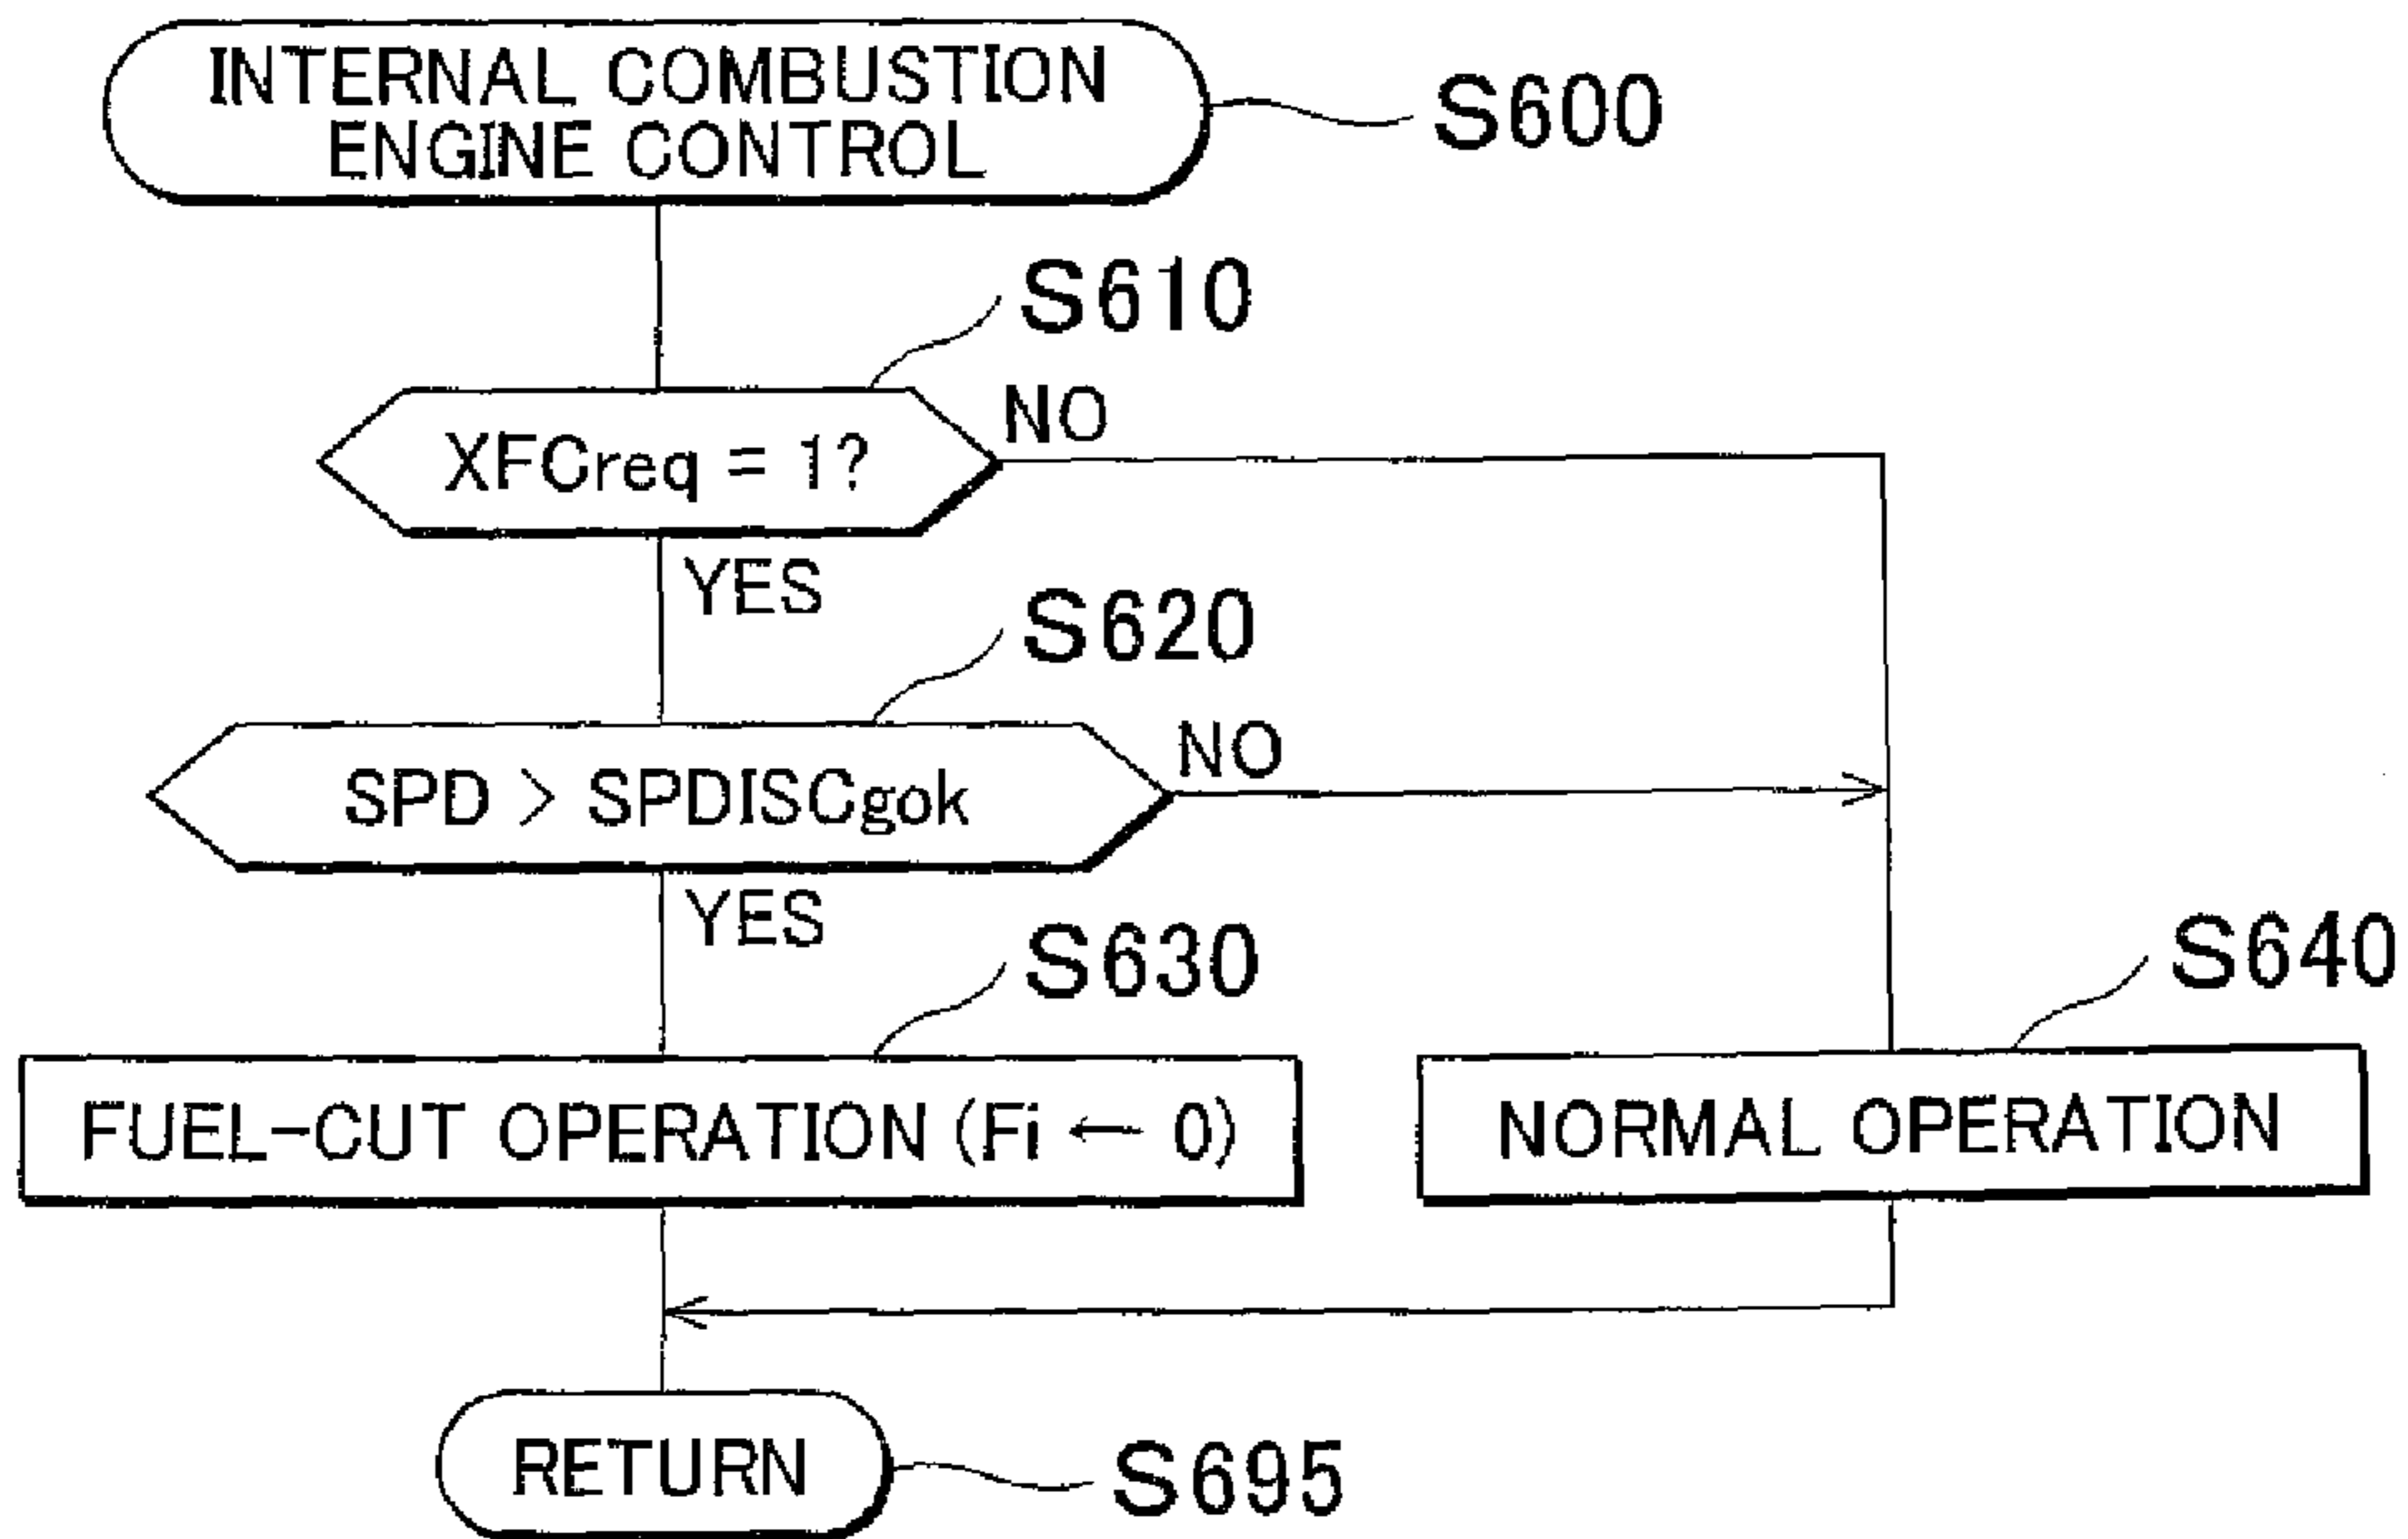 INTERNAL COMBUSTION
ENGINE CONTROL
S600
S610
XFCreq = 1?
NO
YES
S620
SPD > SPDISCgok
NO
YES
S630
S640
FUEL-CUT OPERATION (Fi ← 0)
NORMAL OPERATION
RETURN
S695